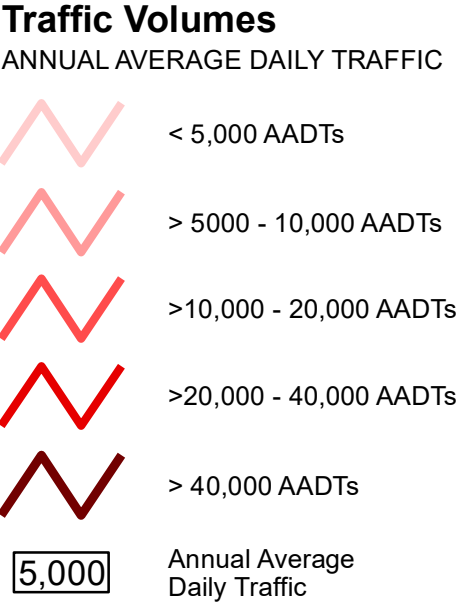 Traffic Volumes
ANNUAL AVERAGE DAILY TRAFFIC
< 5,000 AADTs
> 5000 - 10,000 AADTs
>10,000 - 20,000 AADTs
>20,000 - 40,000 AADTs
> 40,000 AADTs
5,000
Annual Average
Daily Traffic